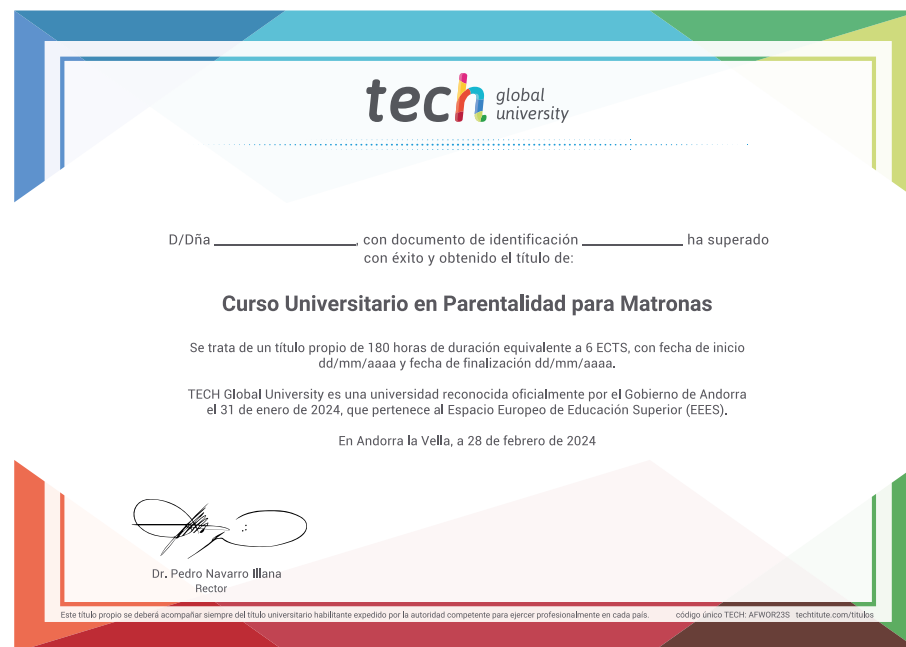 tech global university
D/Dña ________________, con documento de identificación ____________ ha superado
con éxito y obtenido el título de:
Curso Universitario en Parentalidad para Matronas
Se trata de un título propio de 180 horas de duración equivalente a 6 ECTS, con fecha de inicio
dd/mm/aaaa y fecha de finalización dd/mm/aaaa.
TECH Global University es una universidad reconocida oficialmente por el Gobierno de Andorra
el 31 de enero de 2024, que pertenece al Espacio Europeo de Educación Superior (EEES).
En Andorra la Vella, a 28 de febrero de 2024
Dr. Pedro Navarro Illana
Rector
Este título propio se deberá acompañar siempre del título universitario habilitante expedido por la autoridad competente para ejercer profesionalmente en cada país. código único TECH: AFWOR23S techtitute.com/titulos